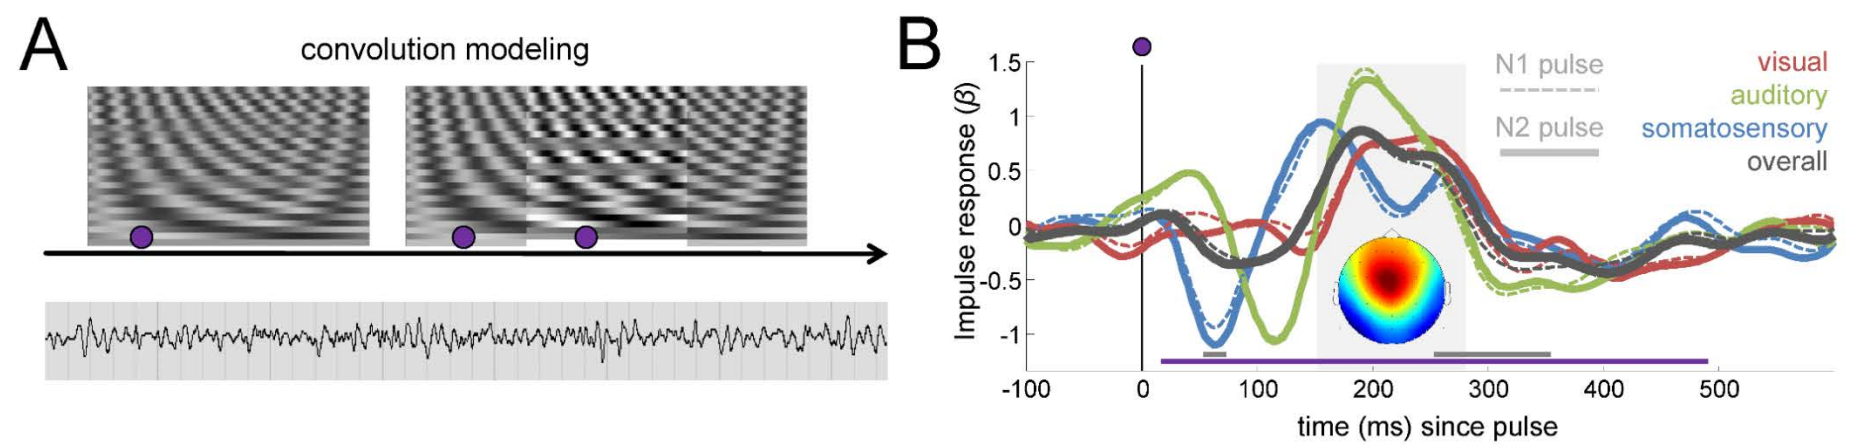 A
convolution modeling
B
Impulse response (β)
1.5
1
0.5
0
-0.5
-1
-100
0
100
200
300
400
500
time (ms) since pulse
N1 pulse
N2 pulse
visual
auditory
somatosensory
overall